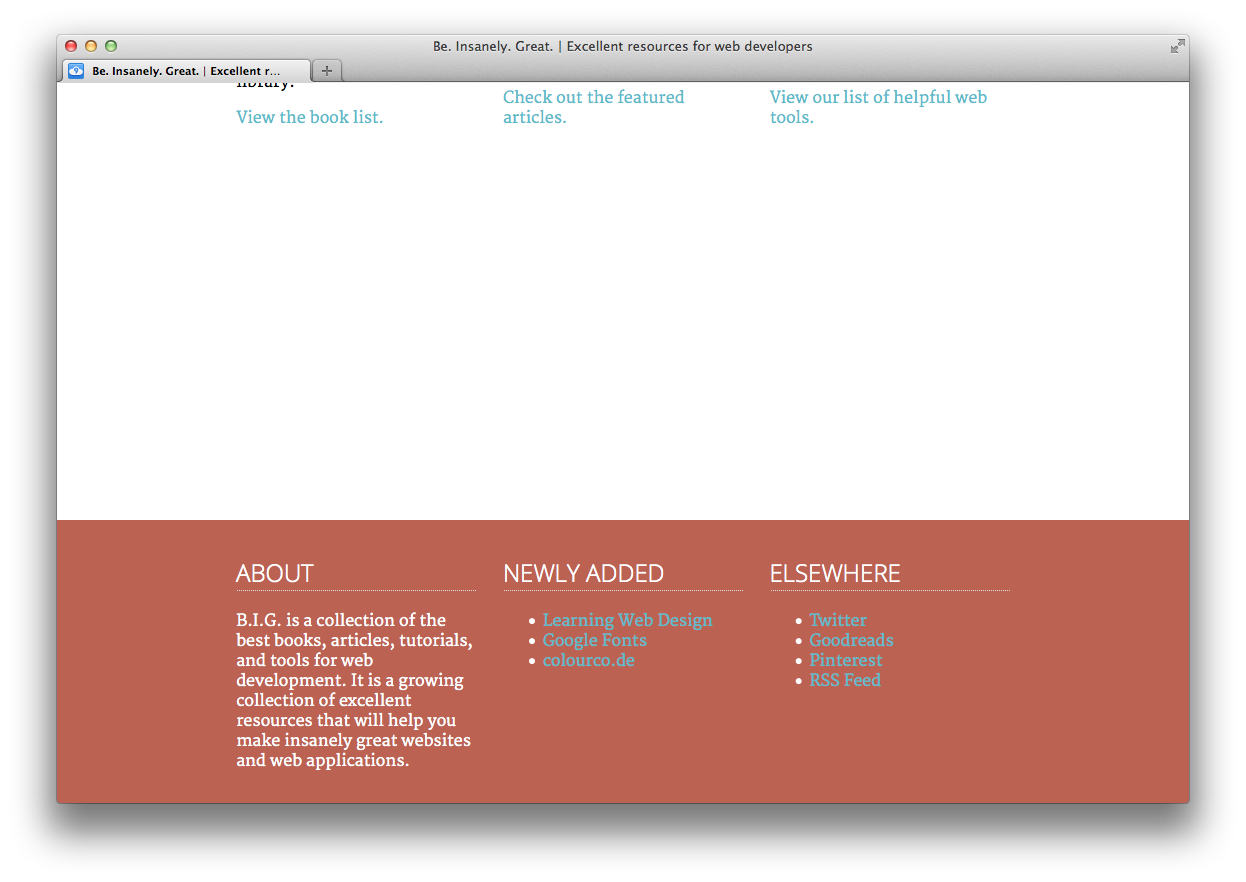 Be. Insanely. Great. | Excellent resources for web developers
Be. Insanely. Great. | Excellent r...
library.
View the book list.
Check out the featured
articles.
View our list of helpful web
tools.
ABOUT
B.I.G. is a collection of the
best books, articles, tutorials,
and tools for web
development. It is a growing
collection of excellent
resources that will help you
make insanely great websites
and web applications.
NEWLY ADDED
• Learning Web Design
• Google Fonts
• colourco.de
ELSEWHERE
• Twitter
• Goodreads
• Pinterest
• RSS Feed